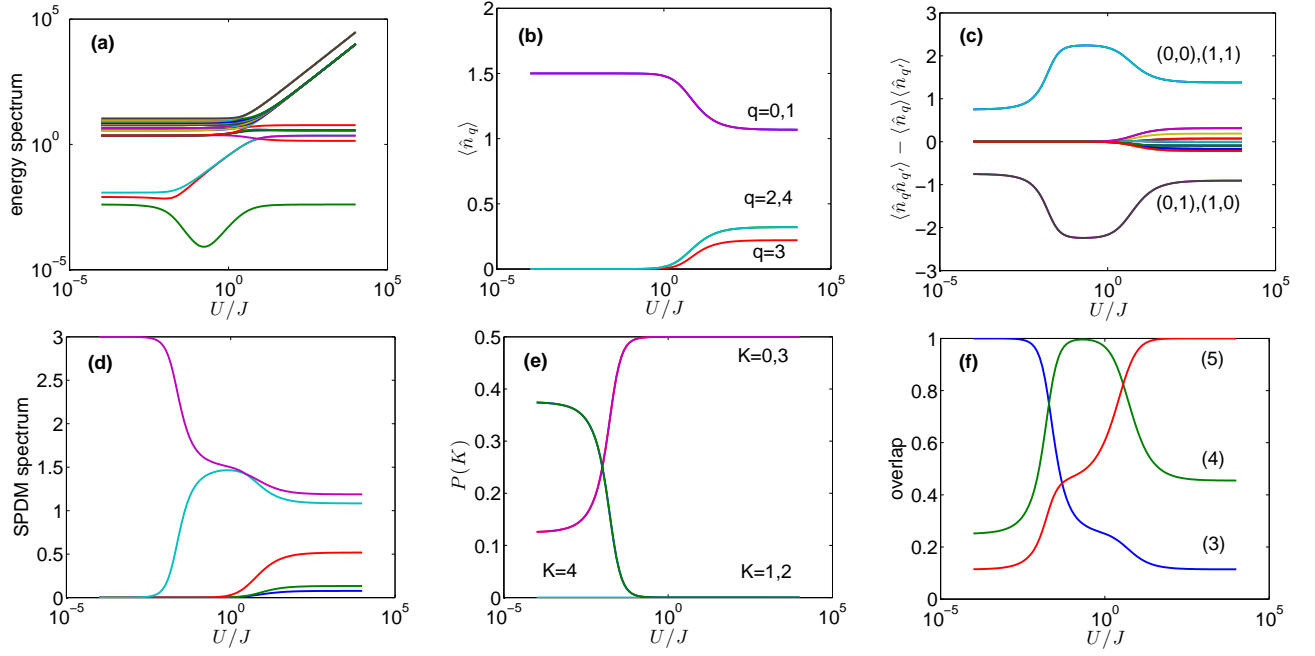 (a)
energy spectrum
10^5
10^0
10^−5
10^−5
10^0
10^5
U/J
(b)
⟨n̂_q⟩
2
1.5
1
0.5
0
q=0,1
q=2,4
q=3
10^−5
10^0
10^5
U/J
(c)
⟨n̂_q n̂_q'⟩ − ⟨n̂_q⟩⟨n̂_q'⟩
3
2
1
0
−1
−2
−3
(0,0),(1,1)
(0,1),(1,0)
10^−5
10^0
10^5
U/J
(d)
SPDM spectrum
3
2.5
2
1.5
1
0.5
0
10^−5
10^0
10^5
U/J
(e)
P(K)
0.5
0.4
0.3
0.2
0.1
0
K=0,3
K=4
K=1,2
10^−5
10^0
10^5
U/J
(f)
overlap
1
0.8
0.6
0.4
0.2
0
(5)
(4)
(3)
10^−5
10^0
10^5
U/J